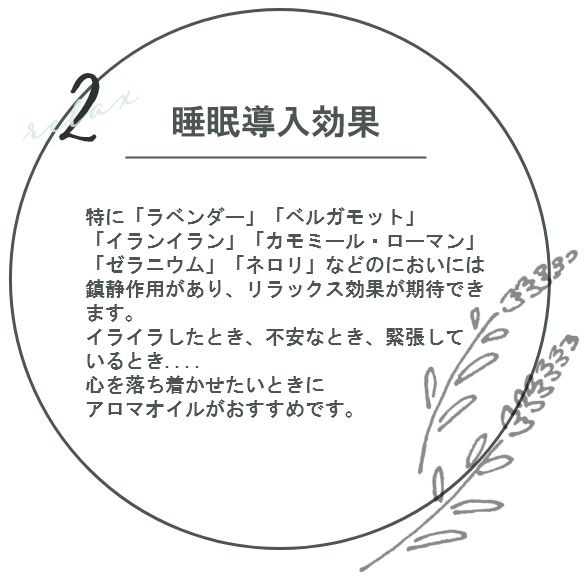 relax
2
睡眠導入効果
特に「ラベンダー」「ベルガモット」
「イランイラン」「カモミール・ローマン」
「ゼラニウム」「ネロリ」などのにおいには
鎮静作用があり、リラックス効果が期待でき
ます。
イライラしたとき、不安なとき、緊張して
いるとき....
心を落ち着かせたいときに
アロマオイルがおすすめです。